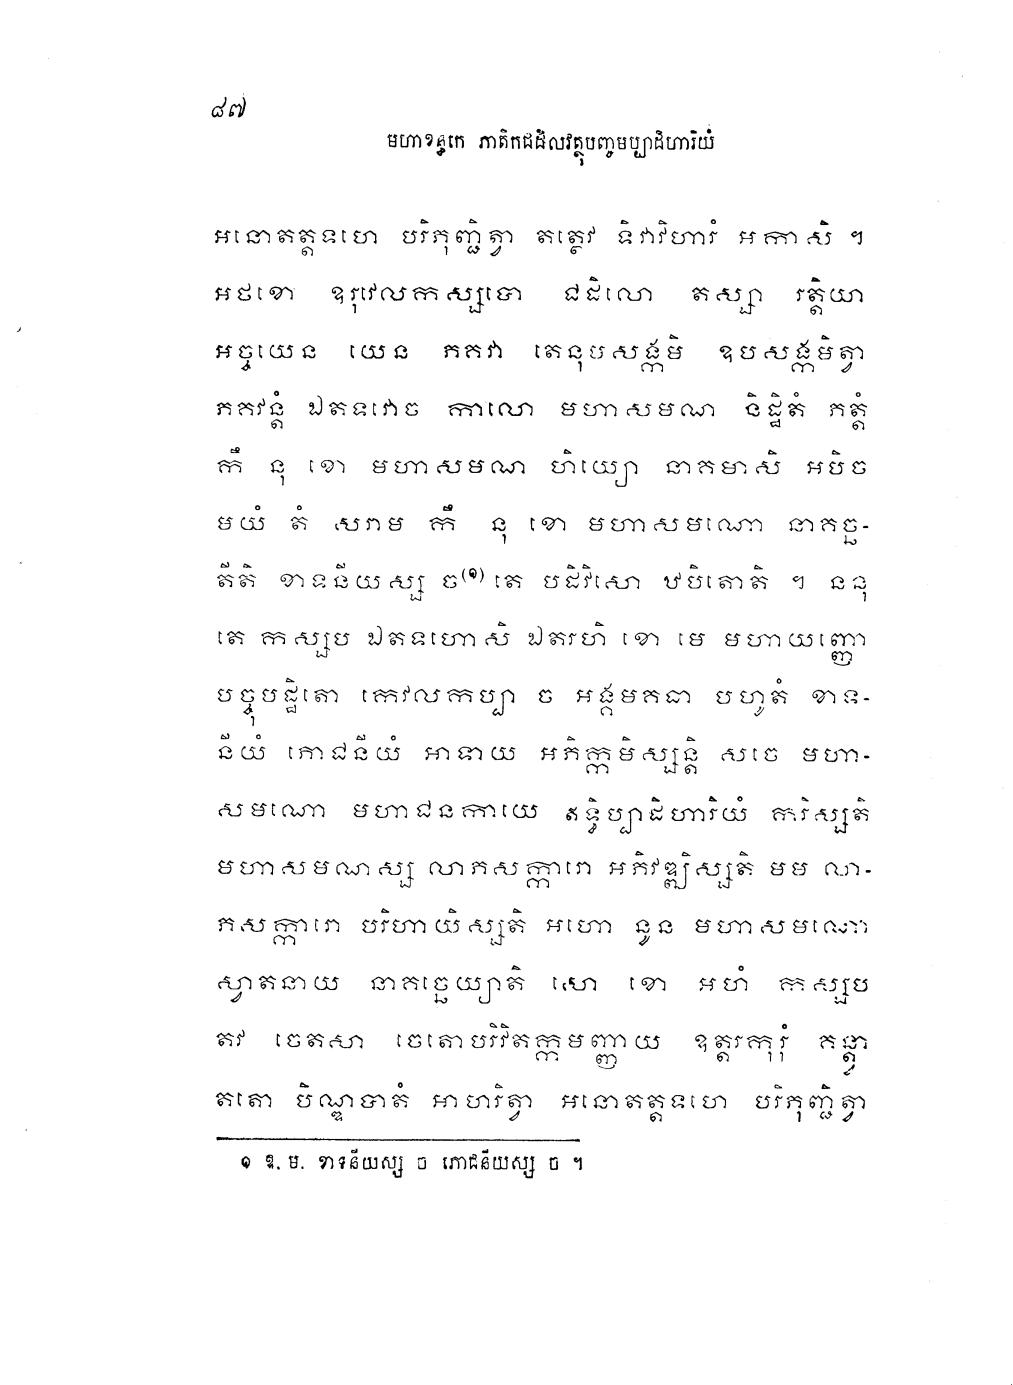 ៨៧
មហាខន្ធកេ ភាតិកជដិលវត្ថុបញ្ចមប្បាដិហារិយំ
អនោតត្តទហេ បរិភុញ្ជិត្វា តត្ថេវ ទិវាវិហារំ អកាសិ ។
អថខោ ឧរុវេលកស្សបោ ជដិលោ តស្សា រត្តិយា
អច្ចយេន យេន ភគវា តេនុបសង្កមិ ឧបសង្កមិត្វា
ភគវន្តំ ឯតទវោច កាលោ មហាសមណ និដ្ឋិតំ ភត្តំ
កឹ នុ ខោ មហាសមណ ហិយ្យោ នាគមាសិ អបិច
មយំ តំ សរាម កឹ នុ ខោ មហាសមណោ នាគច្ឆ-
តីតិ ខាទនីយស្ស ច(១) តេ បដិវិសោ ឋបិតោតិ ។ ននុ
តេ កស្សប ឯតទហោសិ ឯតរហិ ខោ មេ មហាយញ្ញោ
បច្ចុបដ្ឋិតោ កេវលកប្បា ច អង្គមគធា បហូតំ ខាទ-
នីយំ ភោជនីយំ អាទាយ អភិក្កមិស្សន្តិ សចេ មហា-
សមណោ មហាជនកាយេ ឥទ្ធិប្បាដិហារិយំ ករិស្សតិ
មហាសមណស្ស លាភសក្ការោ អភិវឌ្ឍិស្សតិ មម លា-
ភសក្ការោ បរិហាយិស្សតិ អហោ នូន មហាសមណោ
ស្វាតនាយ នាគច្ឆេយ្យាតិ សោ ខោ អហំ កស្សប
តវ ចេតសា ចេតោបរិវិតក្កមញ្ញាយ ឧត្តរកុរុំ គន្ត្វា
តតោ បិណ្ឌបាតំ អាហរិត្វា អនោតត្តទហេ បរិភុញ្ជិត្វា
១ ឱ. ម. ខាទនីយស្ស ច ភោជនីយស្ស ច ។